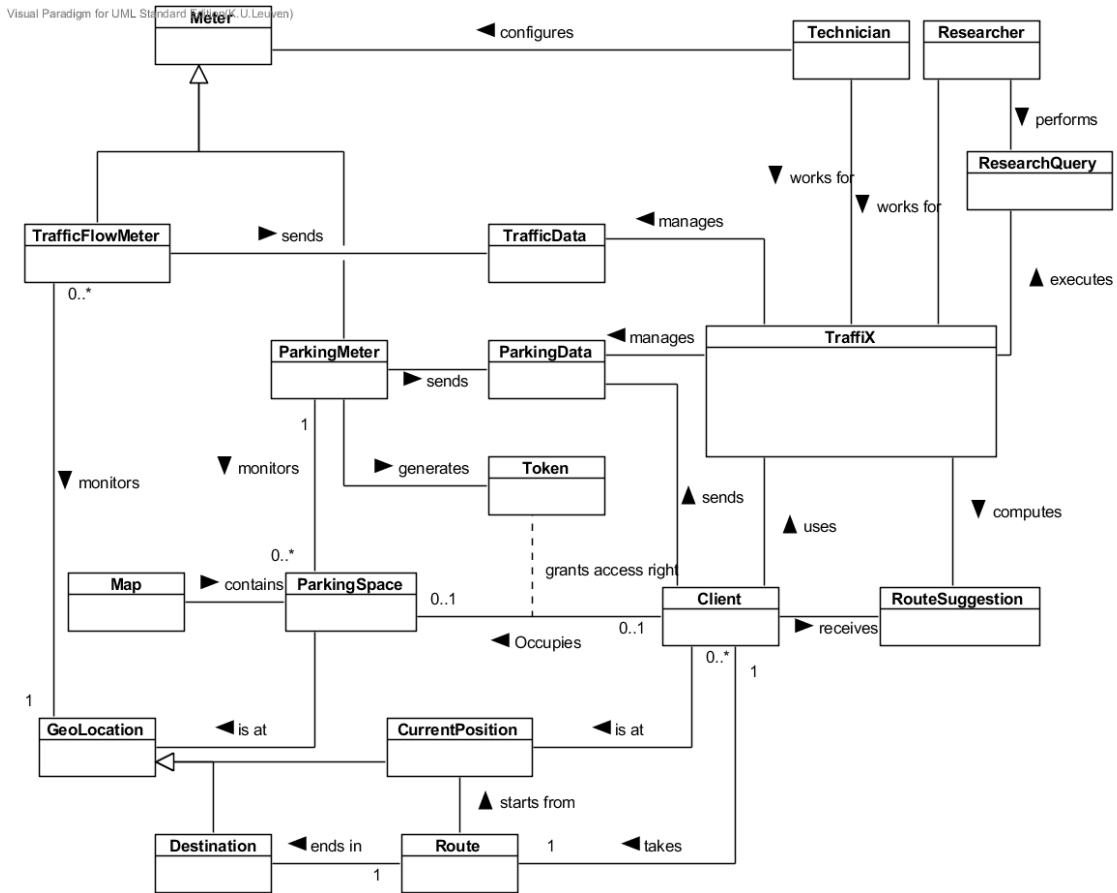 Visual Paradigm for UML Standard Edition(K.U.Leuven)
Meter
configures
Technician
Researcher
performs
ResearchQuery
works for
works for
TrafficFlowMeter
sends
TrafficData
manages
executes
0..*
TraffiX
ParkingMeter
ParkingData
manages
sends
1
monitors
monitors
generates
Token
sends
uses
computes
0..*
grants access right
Map
contains
ParkingSpace
0..1
Client
RouteSuggestion
0..1
Occupies
receives
0..*
1
1
GeoLocation
is at
CurrentPosition
is at
starts from
Destination
ends in
1
Route
1
takes